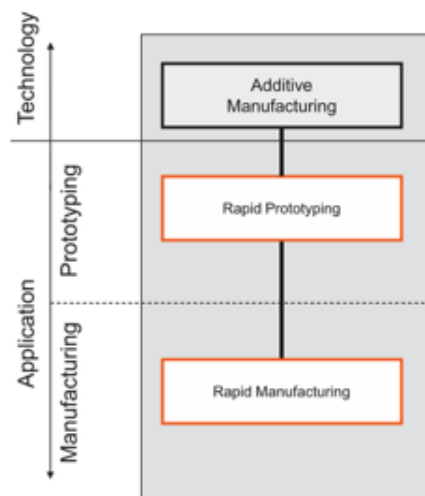 Technology
Additive
Manufacturing
Application
Prototyping
Rapid Prototyping
Manufacturing
Rapid Manufacturing